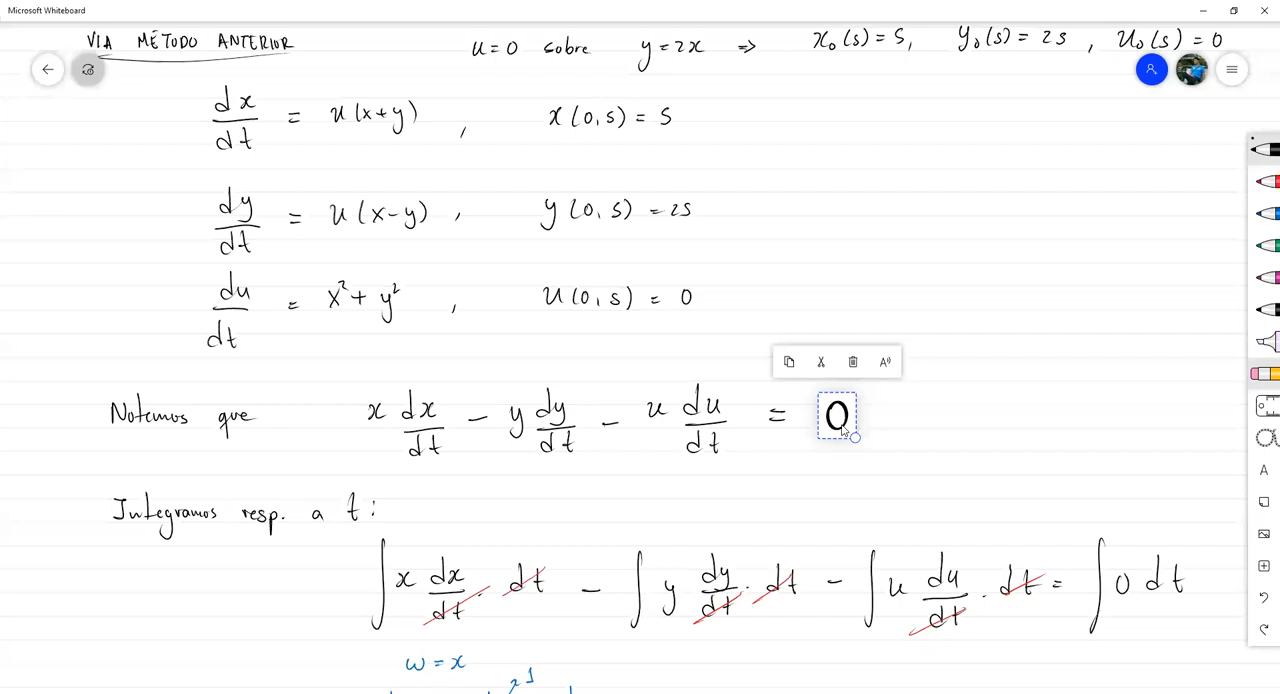 Microsoft Whiteboard
VIA MÉTODO ANTERIOR
u = 0 sobre y = 2x ⇒ x₀(s) = s, y₀(s) = 2s, u₀(s) = 0
dx/dt = u(x+y), x(0,s) = s
dy/dt = u(x-y), y(0,s) = 2s
du/dt = x² + y², u(0,s) = 0
Notemos que x dx/dt - y dy/dt - u du/dt = 0
Integramos resp. a t:
∫ x dx/dt · dt - ∫ y dy/dt · dt - ∫ u du/dt · dt = ∫ 0 dt
w = x